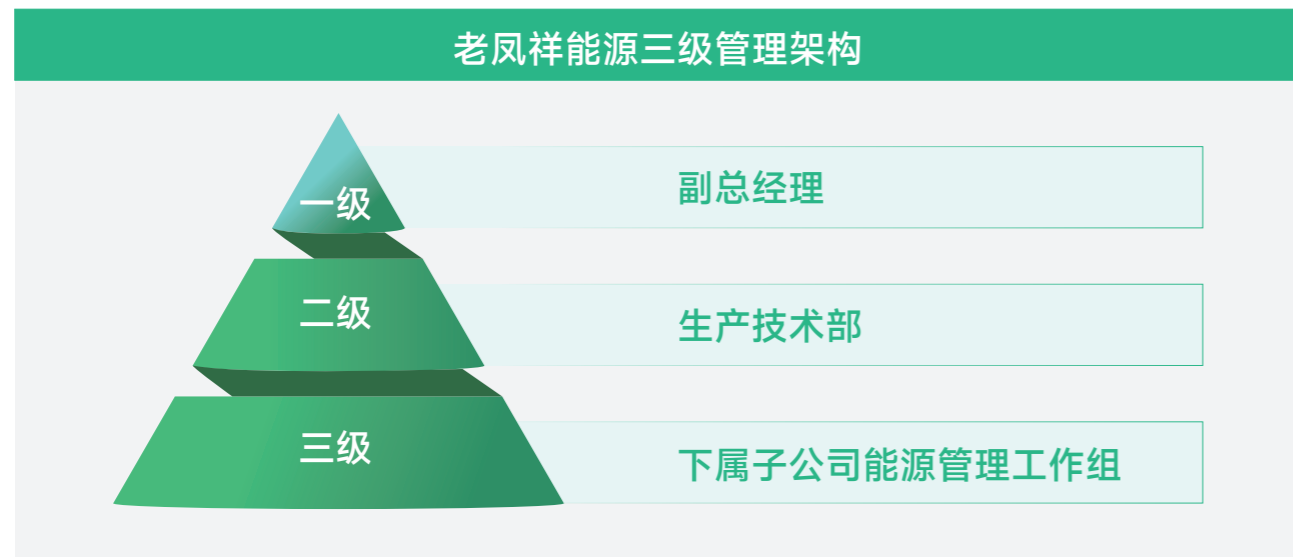 老凤祥能源三级管理架构
一级
副总经理
二级
生产技术部
三级
下属子公司能源管理工作组